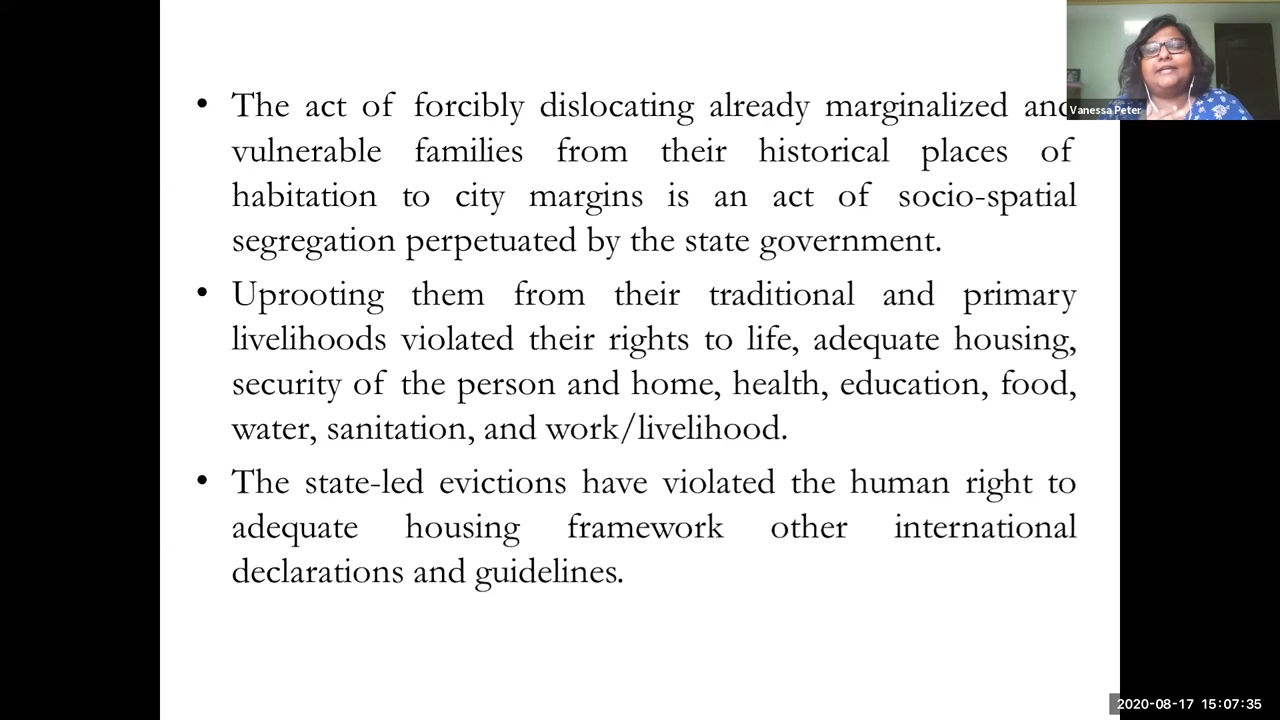 • The act of forcibly dislocating already marginalized and
vulnerable families from their historical places of
habitation to city margins is an act of socio-spatial
segregation perpetuated by the state government.
• Uprooting them from their traditional and primary
livelihoods violated their rights to life, adequate housing,
security of the person and home, health, education, food,
water, sanitation, and work/livelihood.
• The state-led evictions have violated the human right to
adequate housing framework other international
declarations and guidelines.
Vanessa Peter
2020-08-17 15:07:35